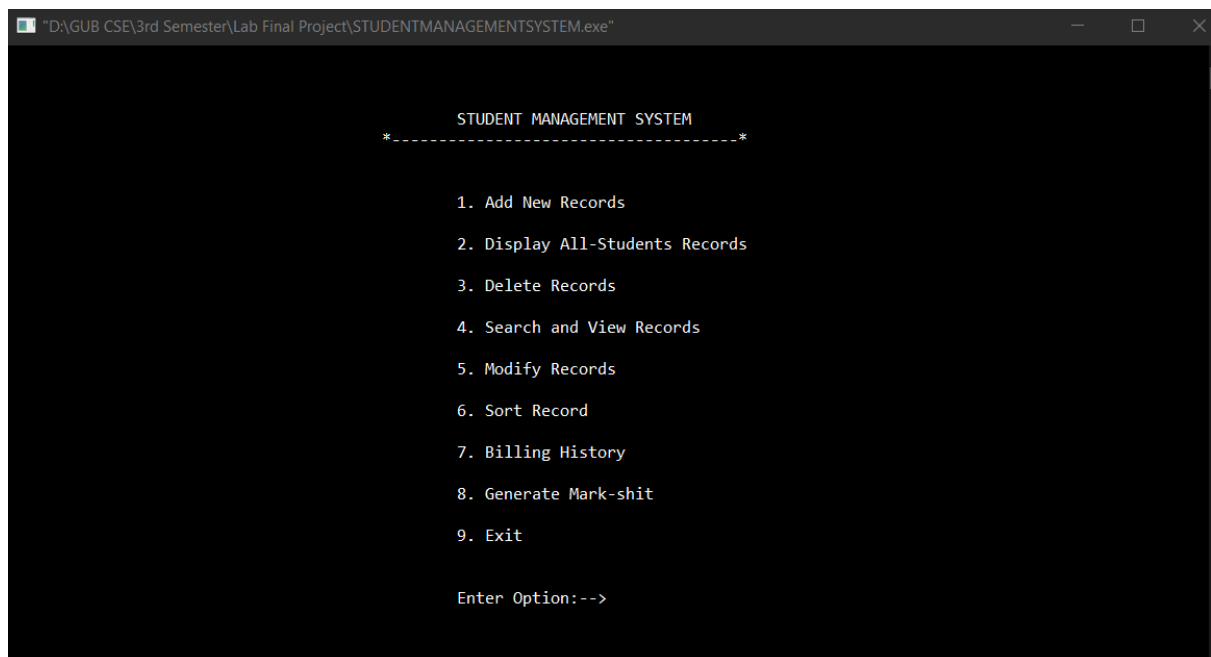 "D:\GUB CSE\3rd Semester\Lab Final Project\STUDENTMANAGEMENTSYSTEM.exe"
STUDENT MANAGEMENT SYSTEM
*-------------------------------------*
1. Add New Records
2. Display All-Students Records
3. Delete Records
4. Search and View Records
5. Modify Records
6. Sort Record
7. Billing History
8. Generate Mark-shit
9. Exit
Enter Option:-->